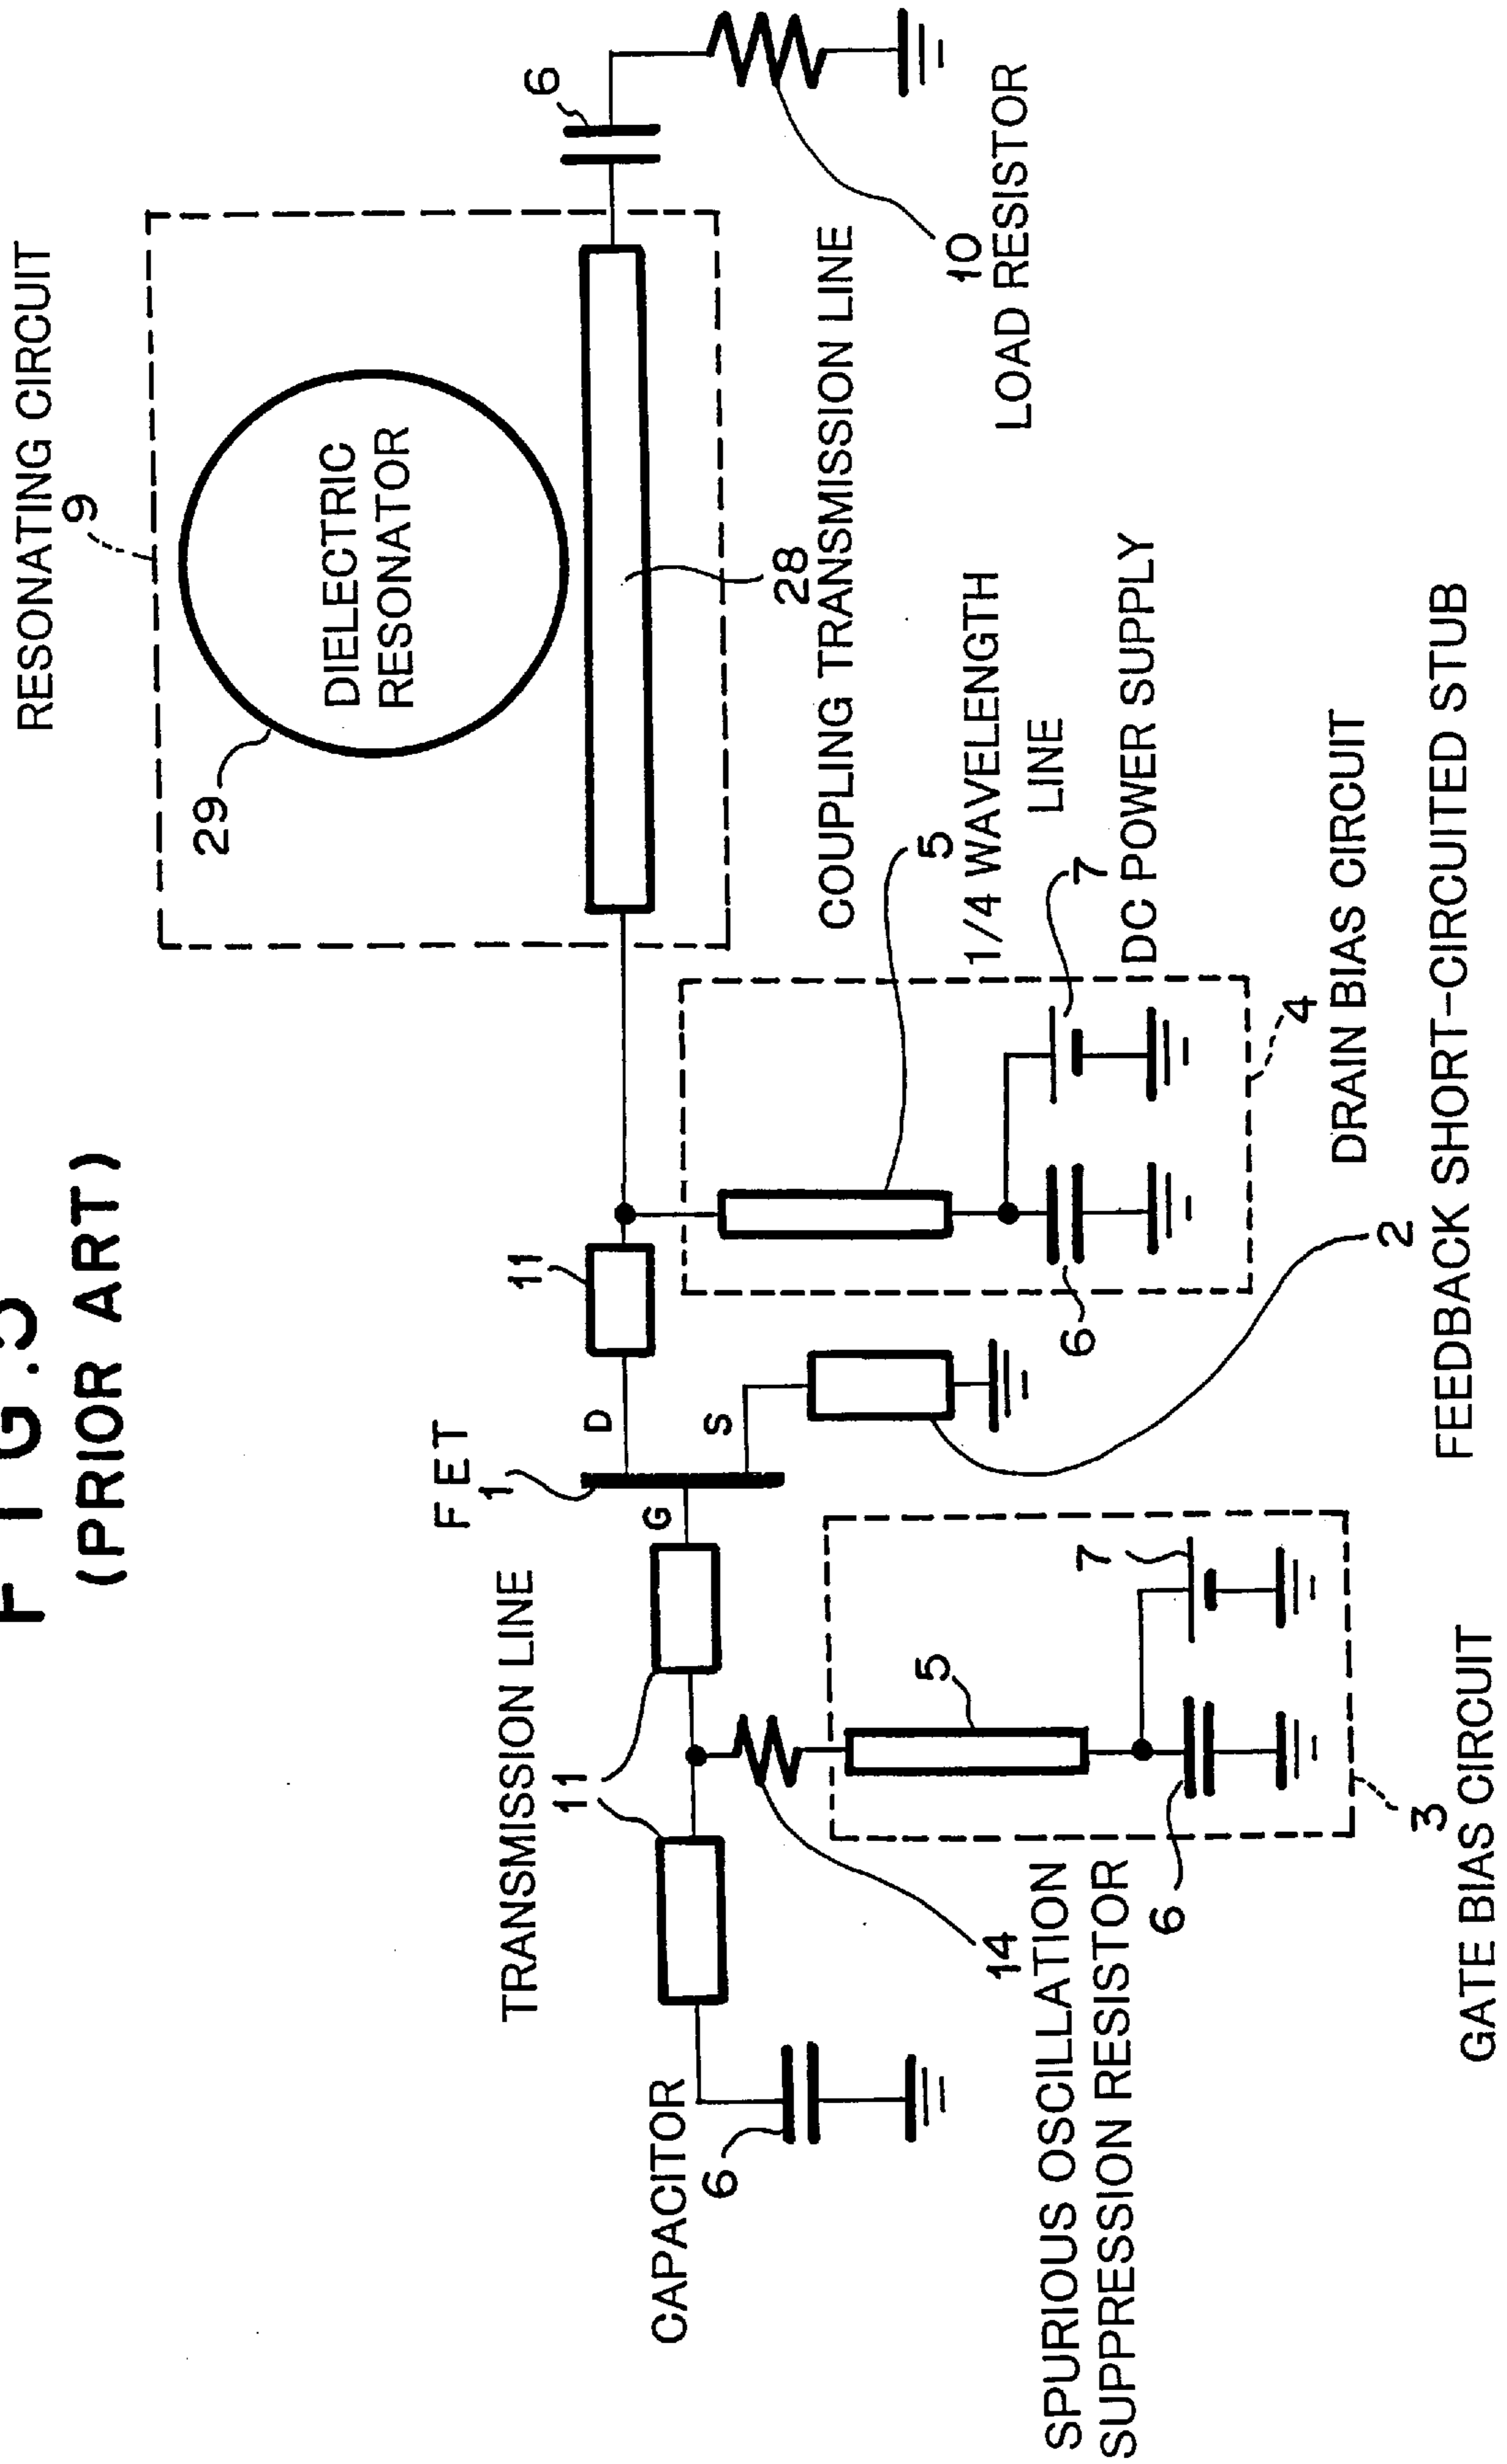 FIG.
(PRIOR ART)
RESONATING CIRCUIT
9
29
DIELECTRIC
RESONATOR
FET
1
TRANSMISSION LINE
11
11
D
G
S
6
CAPACITOR
6
28
COUPLING TRANSMISSION LINE
10
LOAD RESISTOR
14
SPURIOUS OSCILLATION
SUPPRESSION RESISTOR
5
5
1/4 WAVELENGTH
LINE
7
DC POWER SUPPLY
6
7
6
4
DRAIN BIAS CIRCUIT
2
FEEDBACK SHORT-CIRCUITED STUB
3
GATE BIAS CIRCUIT